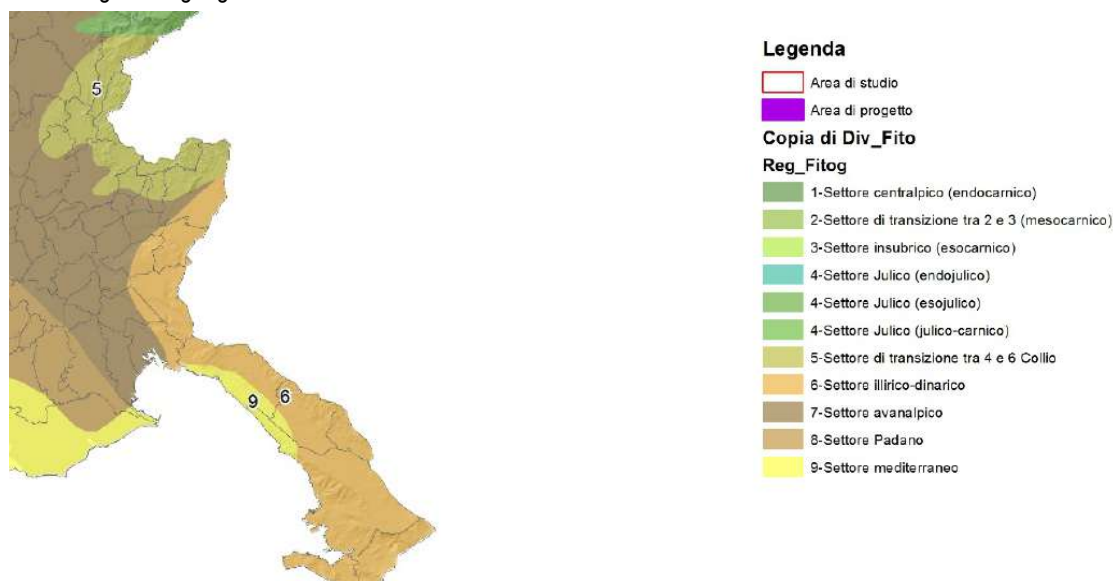 5
9
6
Legenda
Area di studio
Area di progetto
Copia di Div_Fito
Reg_Fitog
1-Settore centralpico (endocarnico)
2-Settore di transizione tra 2 e 3 (mesocarnico)
3-Settore insubrico (esocarnico)
4-Settore Julico (endojulico)
4-Settore Julico (esojulico)
4-Settore Julico (julico-carnico)
5-Settore di transizione tra 4 e 6 Collio
6-Settore illirico-dinarico
7-Settore avanalpico
8-Settore Padano
9-Settore mediterraneo